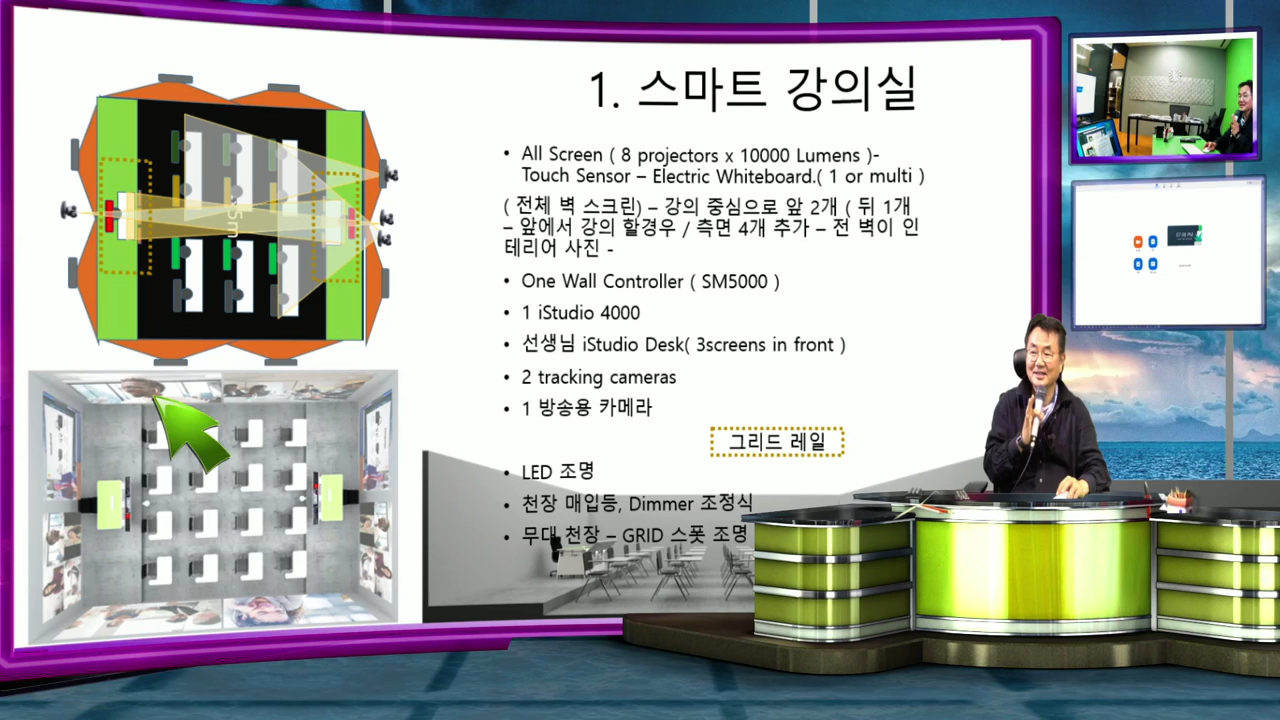 1. 스마트 강의실
• All Screen ( 8 projectors x 10000 Lumens )-
Touch Sensor – Electric Whiteboard.( 1 or multi )
( 전체 벽 스크린) – 강의 중심으로 앞 2개 ( 뒤 1개
– 앞에서 강의 할경우 / 측면 4개 추가 – 전 벽이 인
테리어 사진 -
• One Wall Controller ( SM5000 )
• 1 iStudio 4000
• 선생님 iStudio Desk( 3screens in front )
• 2 tracking cameras
• 1 방송용 카메라
그리드 레일
• LED 조명
• 천장 매입등, Dimmer 조정식
• 무대 천장 – GRID 스폿 조명
5m